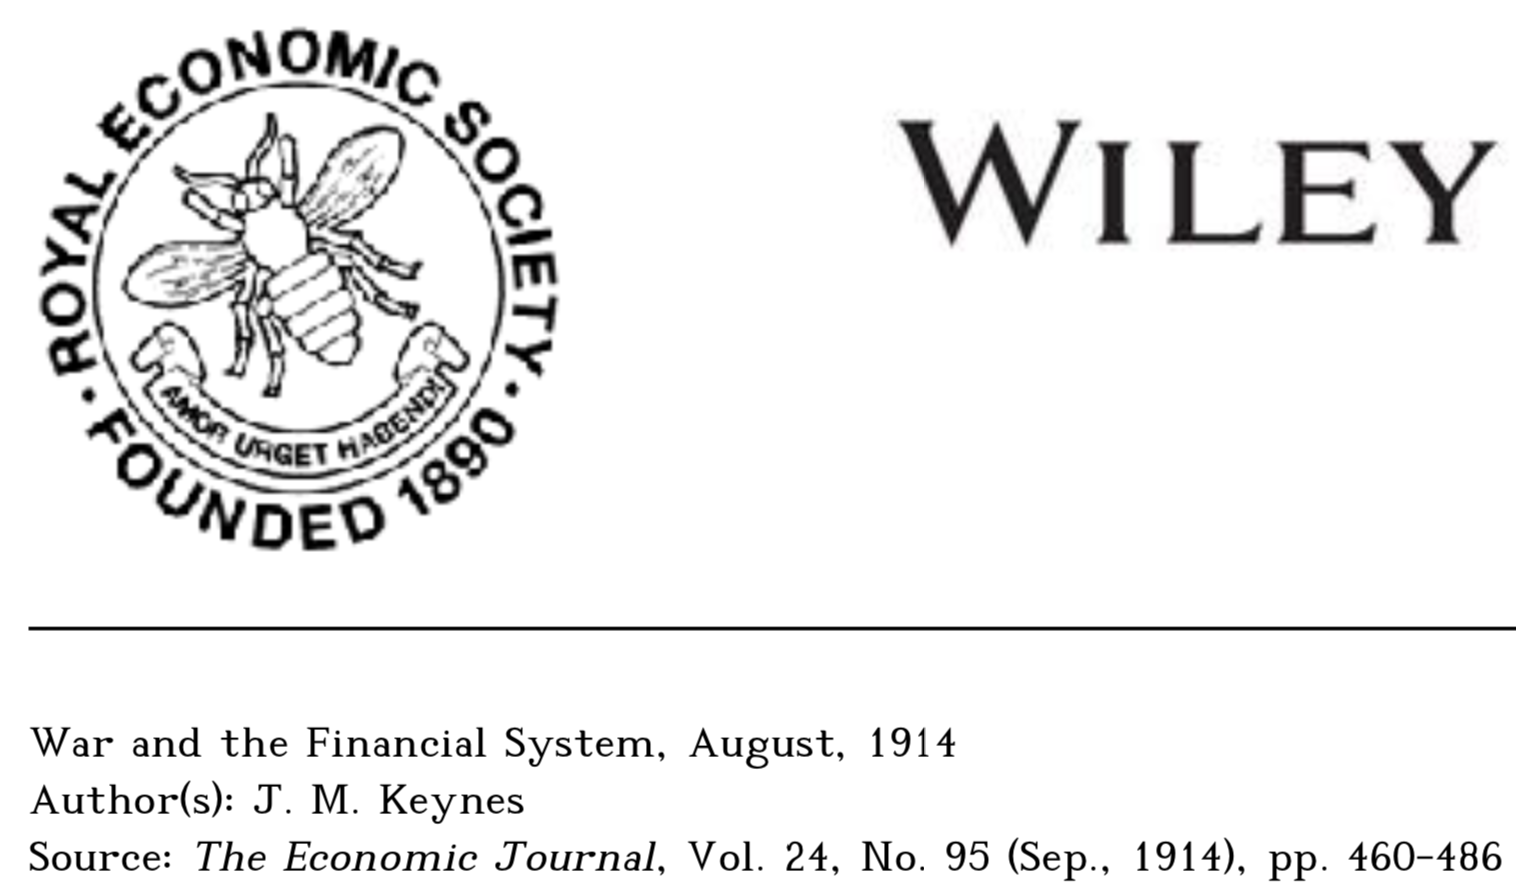 ROYAL ECONOMIC SOCIETY
AMOR URGET HABENDI
· FOUNDED 1890 ·
WILEY
War and the Financial System, August, 1914
Author(s): J. M. Keynes
Source: The Economic Journal, Vol. 24, No. 95 (Sep., 1914), pp. 460-486